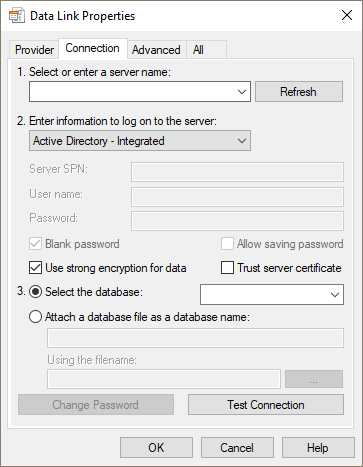 Data Link Properties
Provider Connection Advanced All
1. Select or enter a server name:
Refresh
2. Enter information to log on to the server:
Active Directory - Integrated
Server SPN:
User name:
Password:
Blank password Allow saving password
Use strong encryption for data Trust server certificate
3. Select the database:
Attach a database file as a database name:
Using the filename:
...
Change Password Test Connection
OK Cancel Help